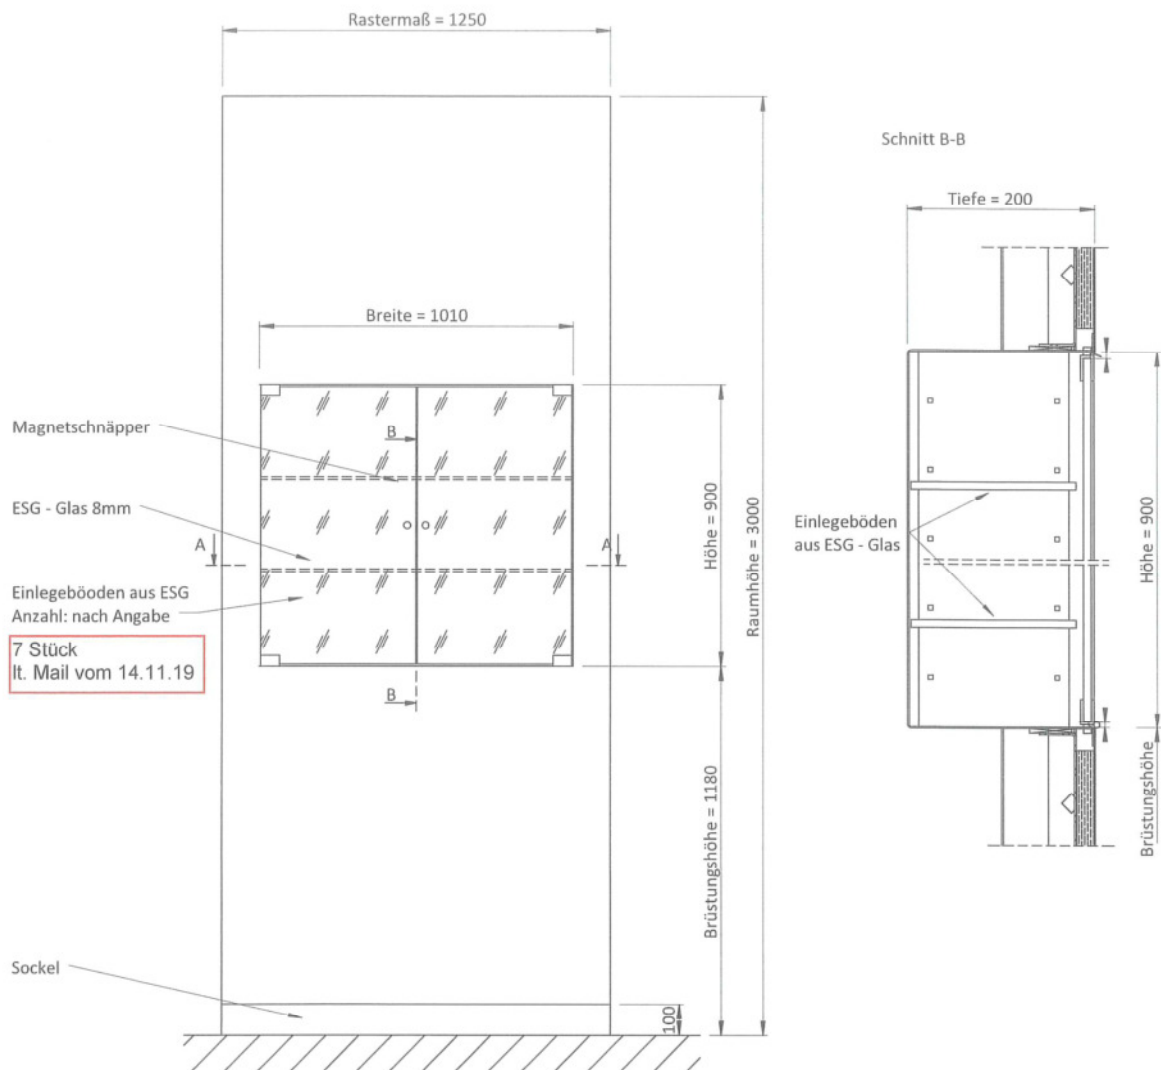 Rastermaß = 1250
Schnitt B-B
Tiefe = 200
Breite = 1010
Magnetschnäpper
B
ESG - Glas 8mm
A
A
Einlegebööden aus ESG
Anzahl: nach Angabe
7 Stück
lt. Mail vom 14.11.19
B
Höhe = 900
Raumhöhe = 3000
Einlegeböden
aus ESG - Glas
Höhe = 900
Brüstungshöhe = 1180
Brüstungshöhe
Sockel
100